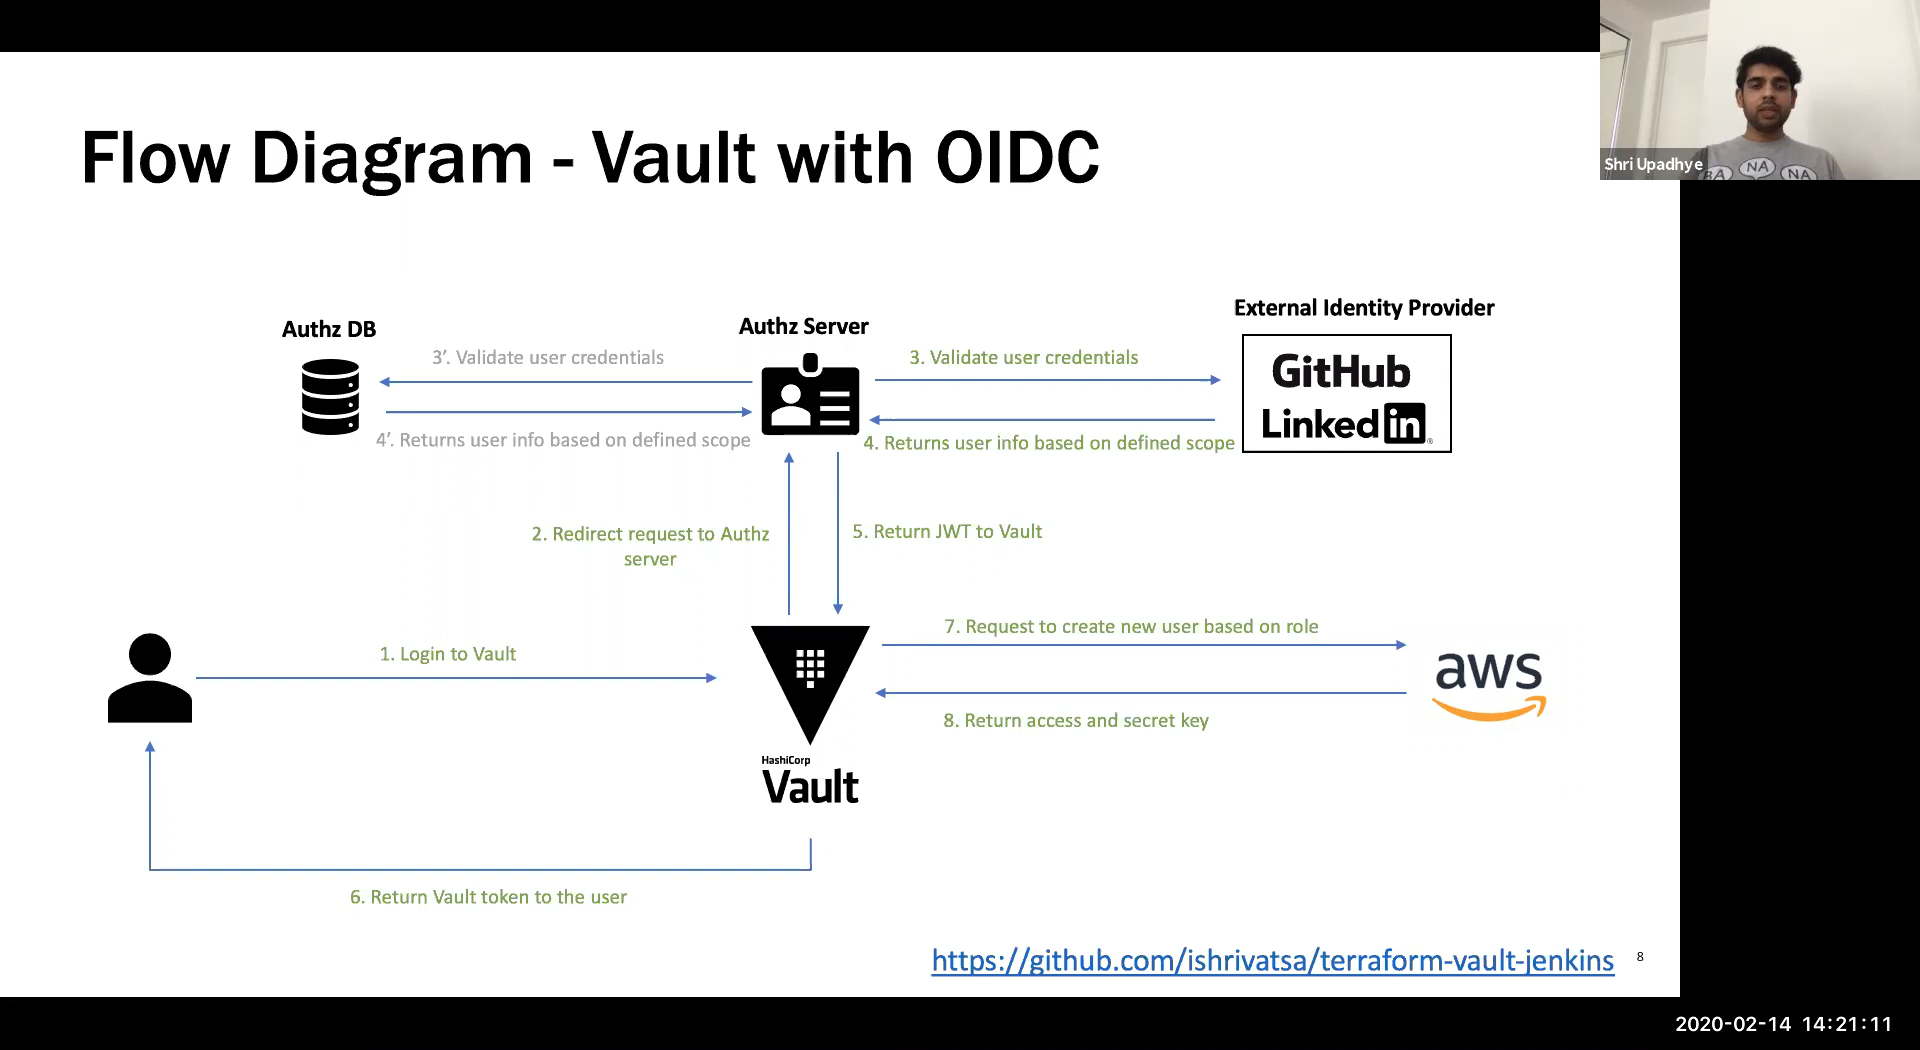 Flow Diagram - Vault with OIDC
Shri Upadhye
BA
NA
NA
External Identity Provider
Authz DB
Authz Server
3’. Validate user credentials
3. Validate user credentials
GitHub
Linked in ®
4’. Returns user info based on defined scope
4. Returns user info based on defined scope
2. Redirect request to Authz
server
5. Return JWT to Vault
7. Request to create new user based on role
1. Login to Vault
aws
8. Return access and secret key
HashiCorp
Vault
6. Return Vault token to the user
https://github.com/ishrivatsa/terraform-vault-jenkins
8
2020-02-14 14:21:11